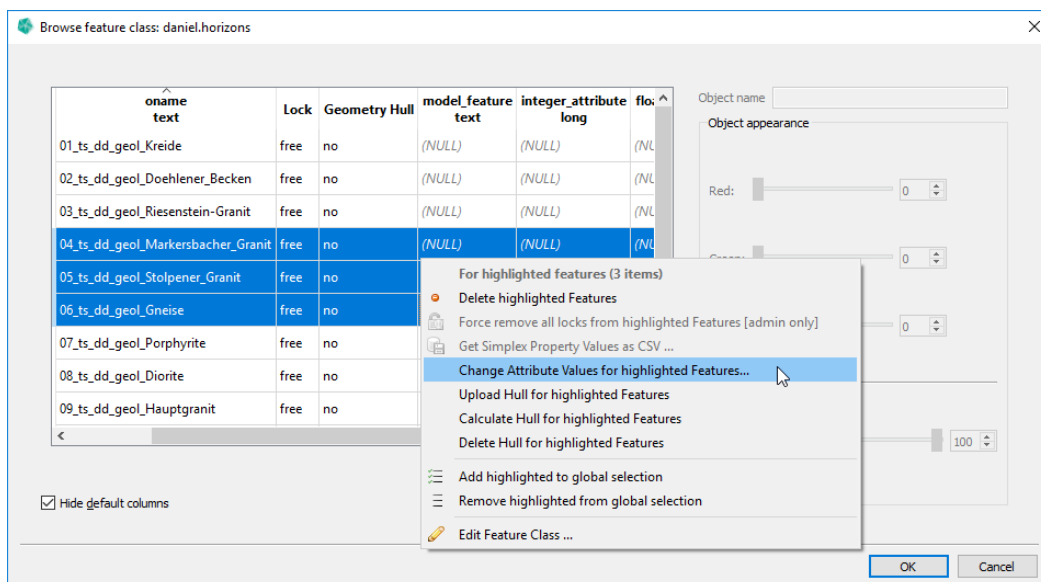 Browse feature class: daniel.horizons
oname text Lock Geometry Hull model_feature text integer_attribute long
01_ts_dd_geol_Kreide free no (NULL) (NULL) (NU
02_ts_dd_geol_Doehlener_Becken free no (NULL) (NULL) (NU
03_ts_dd_geol_Riesenstein-Granit free no (NULL) (NULL) (NU
04_ts_dd_geol_Markersbacher_Granit free no (NULL) (NULL) (NU
05_ts_dd_geol_Stolpener_Granit free no
06_ts_dd_geol_Gneise free no
07_ts_dd_geol_Porphyrite free no
08_ts_dd_geol_Diorite free no
09_ts_dd_geol_Hauptgranit free no
Hide default columns
For highlighted features (3 items)
Delete highlighted Features
Force remove all locks from highlighted Features [admin only]
Get Simplex Property Values as CSV ...
Change Attribute Values for highlighted Features...
Upload Hull for highlighted Features
Calculate Hull for highlighted Features
Delete Hull for highlighted Features
Add highlighted to global selection
Remove highlighted from global selection
Edit Feature Class ...
Object name
Object appearance
Red: 0
0
0
100
OK Cancel